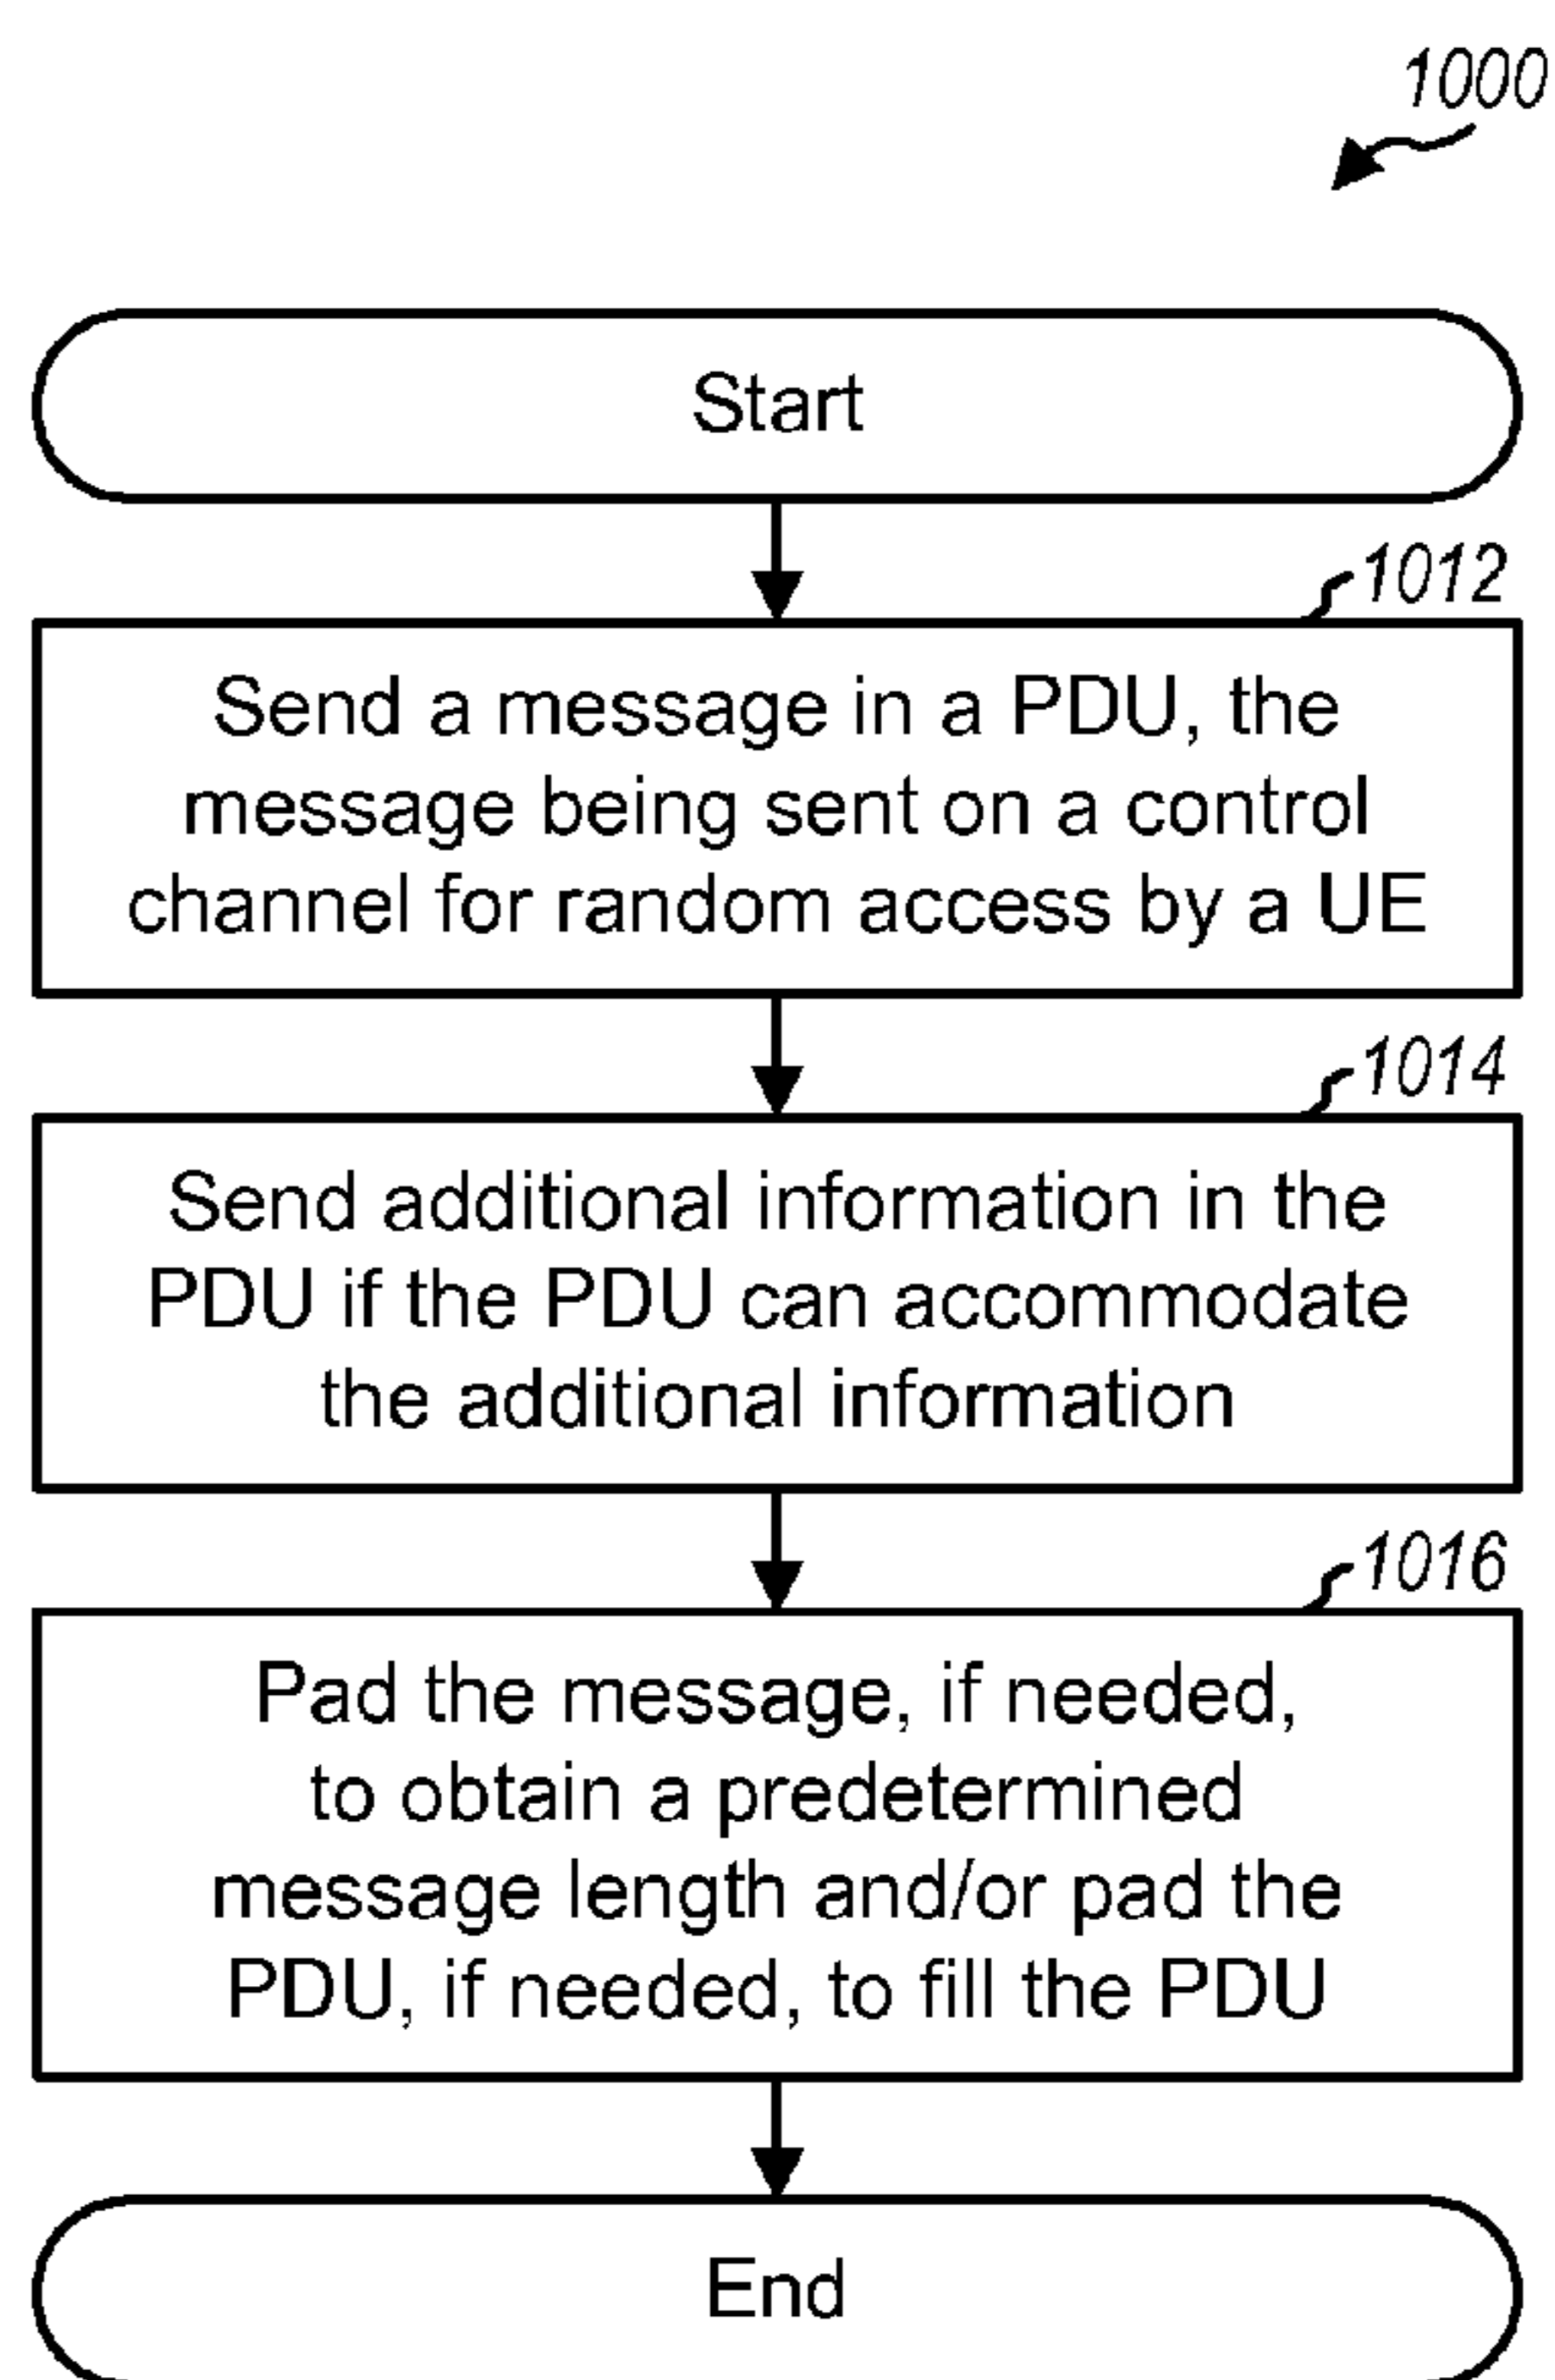 1000
Start
1012
Send a message in a PDU, the
message being sent on a control
channel for random access by a UE
1014
Send additional information in the
PDU if the PDU can accommodate
the additional information
1016
Pad the message, if needed,
to obtain a predetermined
message length and/or pad the
PDU, if needed, to fill the PDU
End